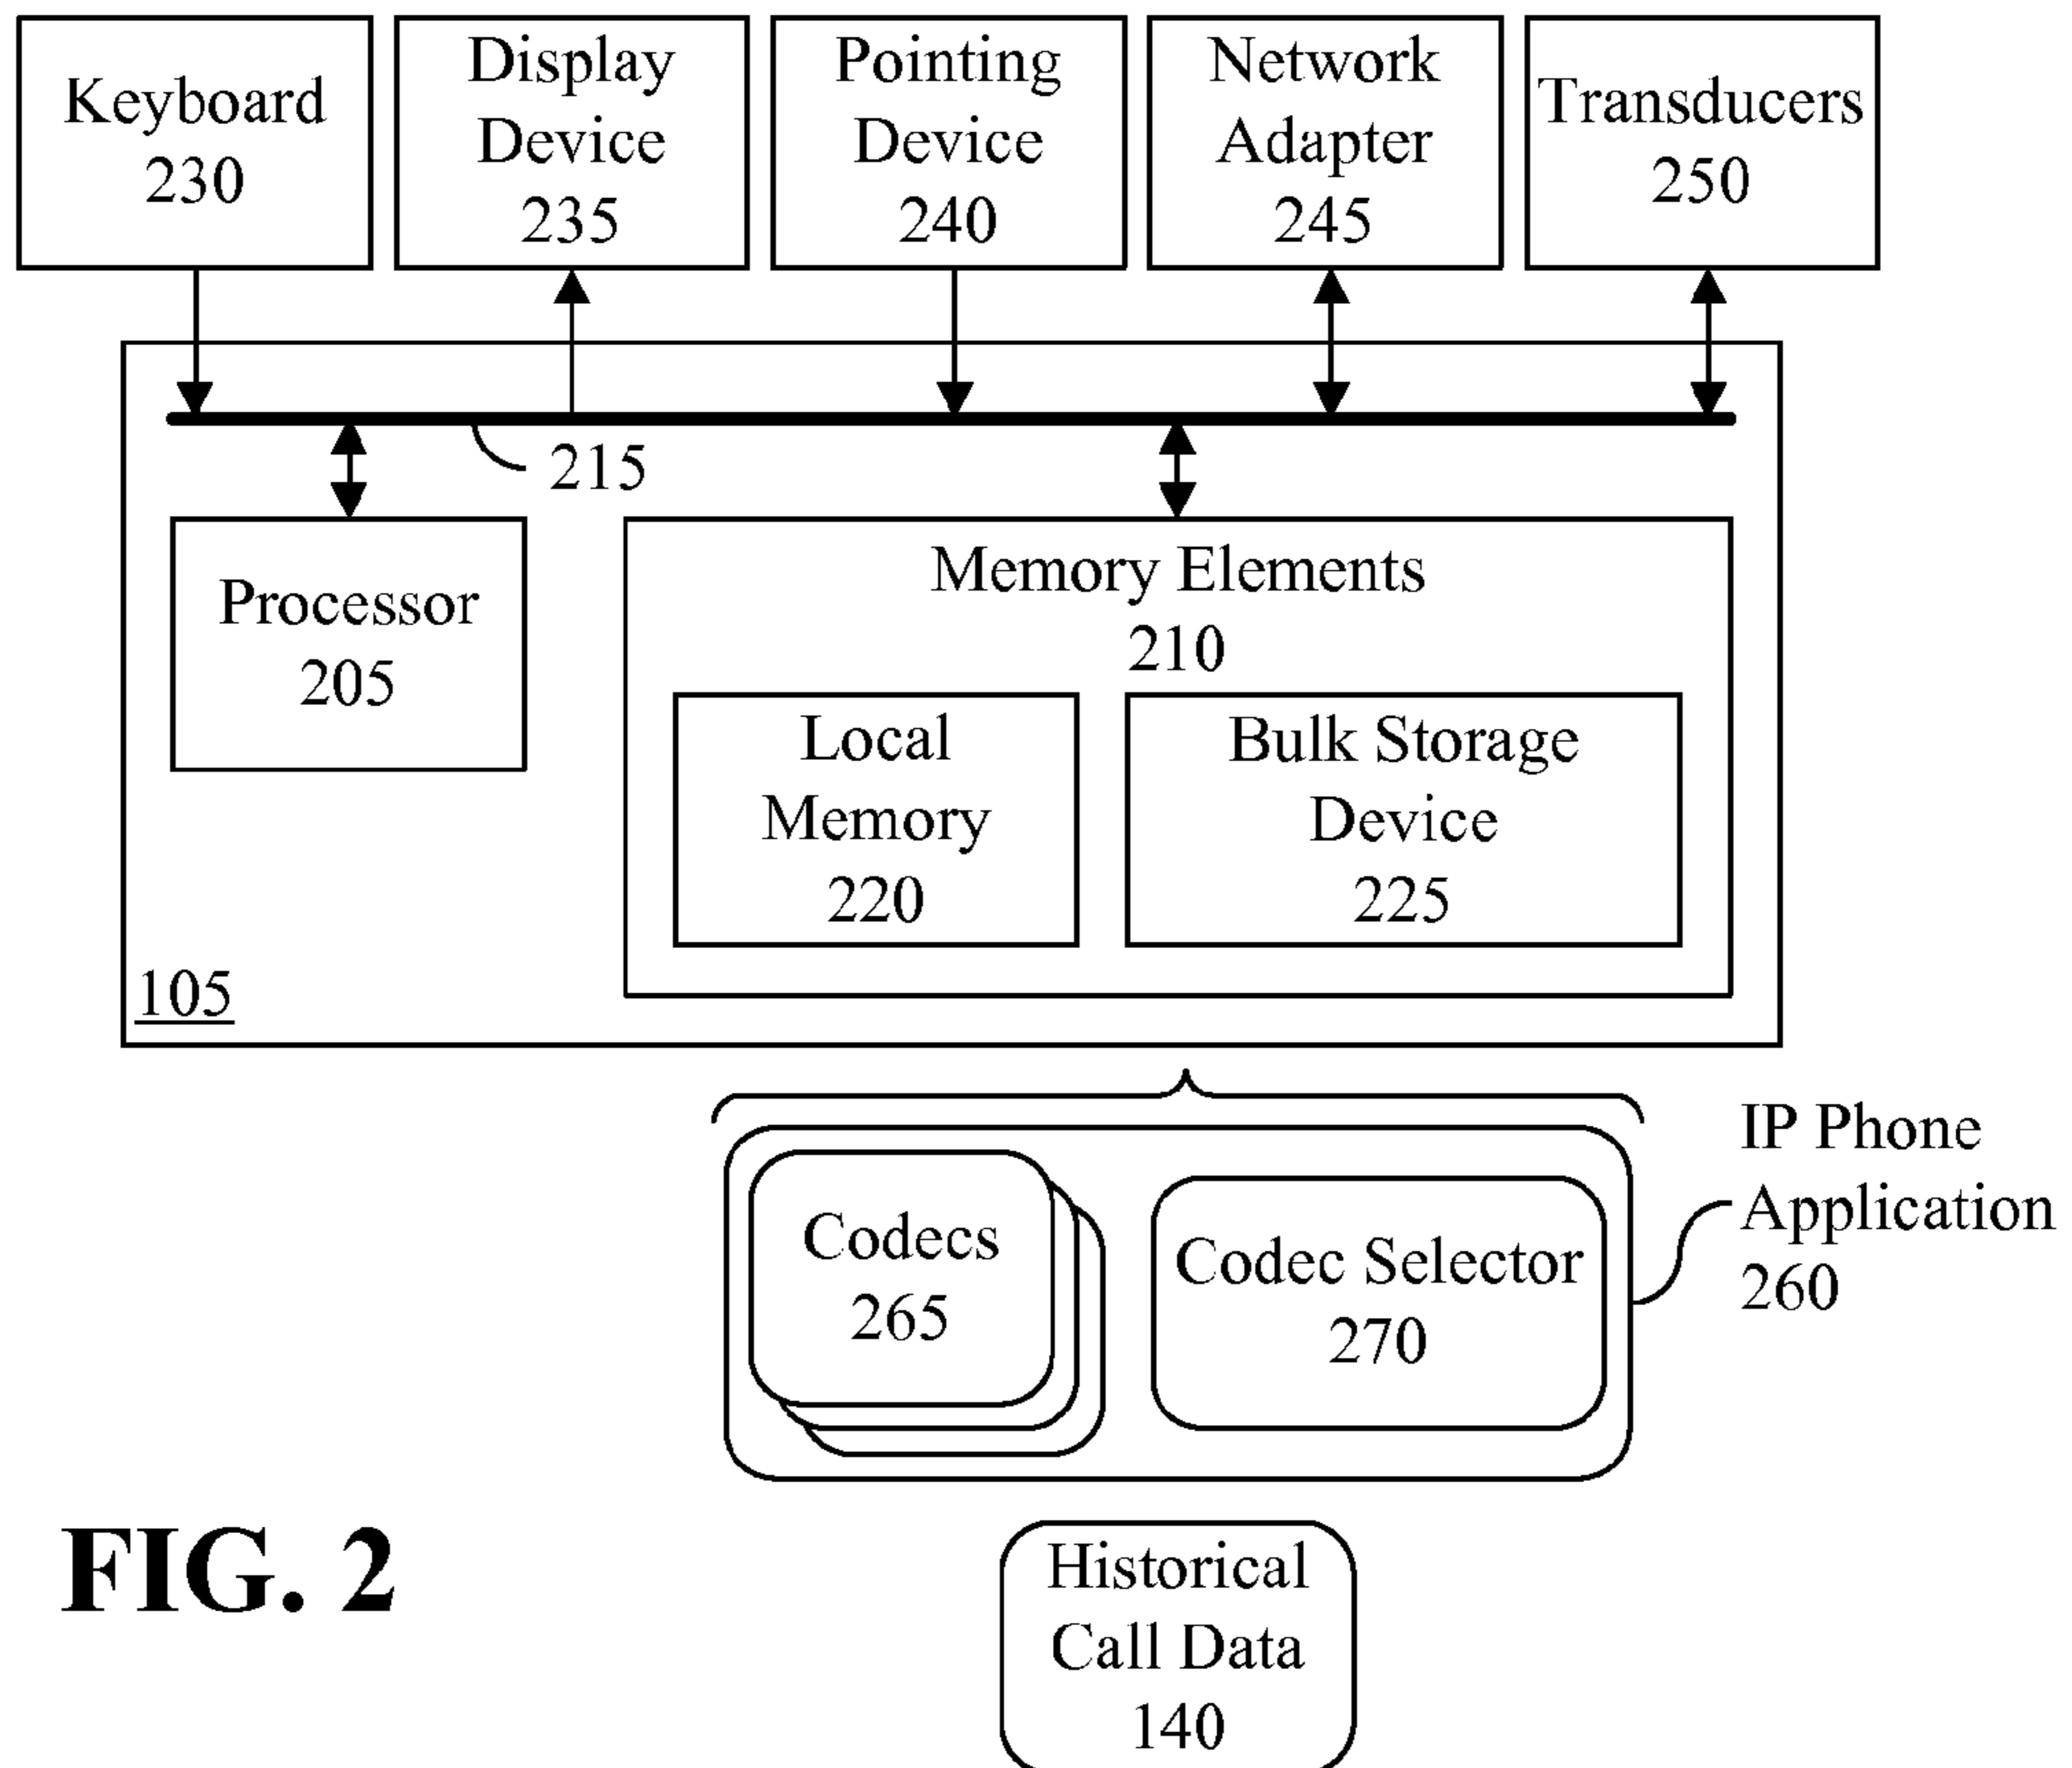 Keyboard
230
Display
Device
235
Pointing
Device
240
Network
Adapter
245
Transducers
250
215
Processor
205
Memory Elements
210
Local
Memory
220
Bulk Storage
Device
225
105
IP Phone
Application
260
Codecs
265
Codec Selector
270
FIG. 2
Historical
Call Data
140